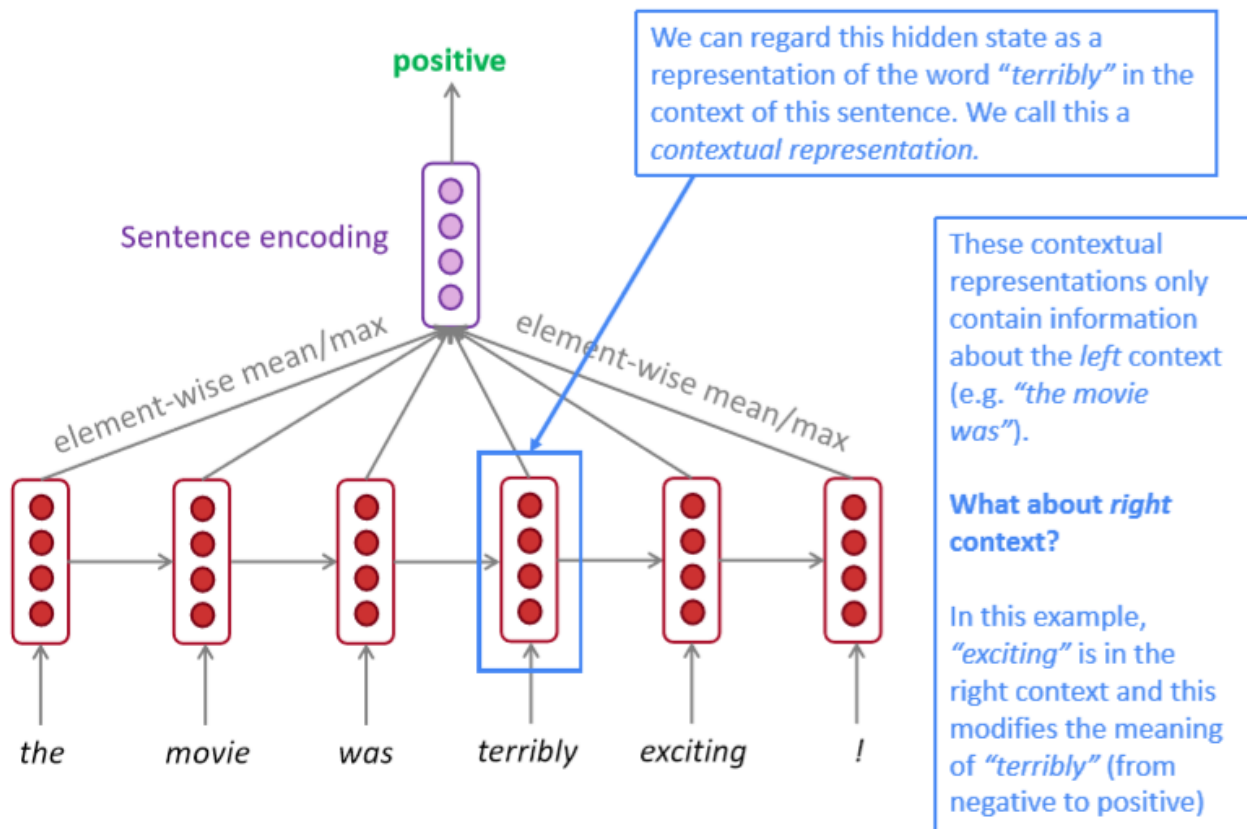 positive
We can regard this hidden state as a
representation of the word “terribly” in the
context of this sentence. We call this a
contextual representation.
Sentence encoding
element-wise mean/max
element-wise mean/max
These contextual
representations only
contain information
about the left context
(e.g. “the movie
was”).
What about right
context?
In this example,
“exciting” is in the
right context and this
modifies the meaning
of “terribly” (from
negative to positive)
the movie was terribly exciting !